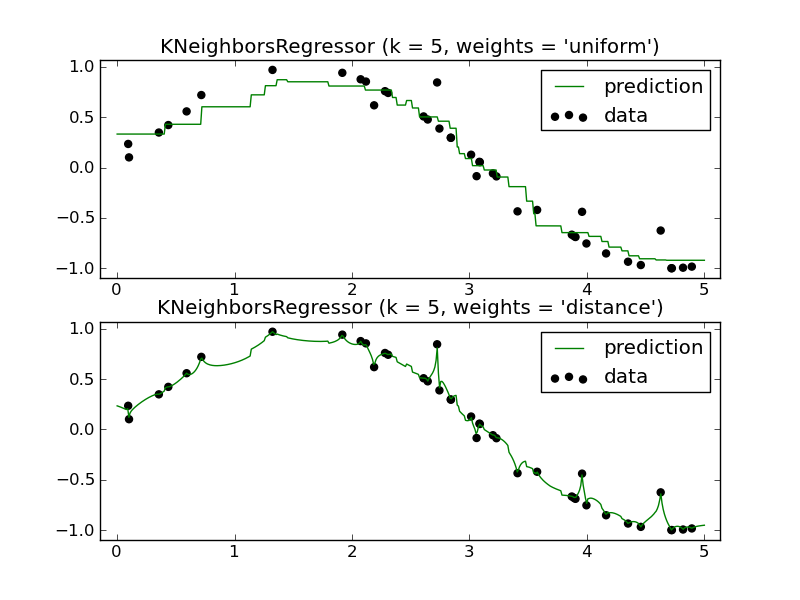 KNeighborsRegressor (k = 5, weights = 'uniform')
1.0
0.5
0.0
−0.5
−1.0
prediction
data
0 1 2 3 4 5
KNeighborsRegressor (k = 5, weights = 'distance')
1.0
0.5
0.0
−0.5
−1.0
prediction
data
0 1 2 3 4 5